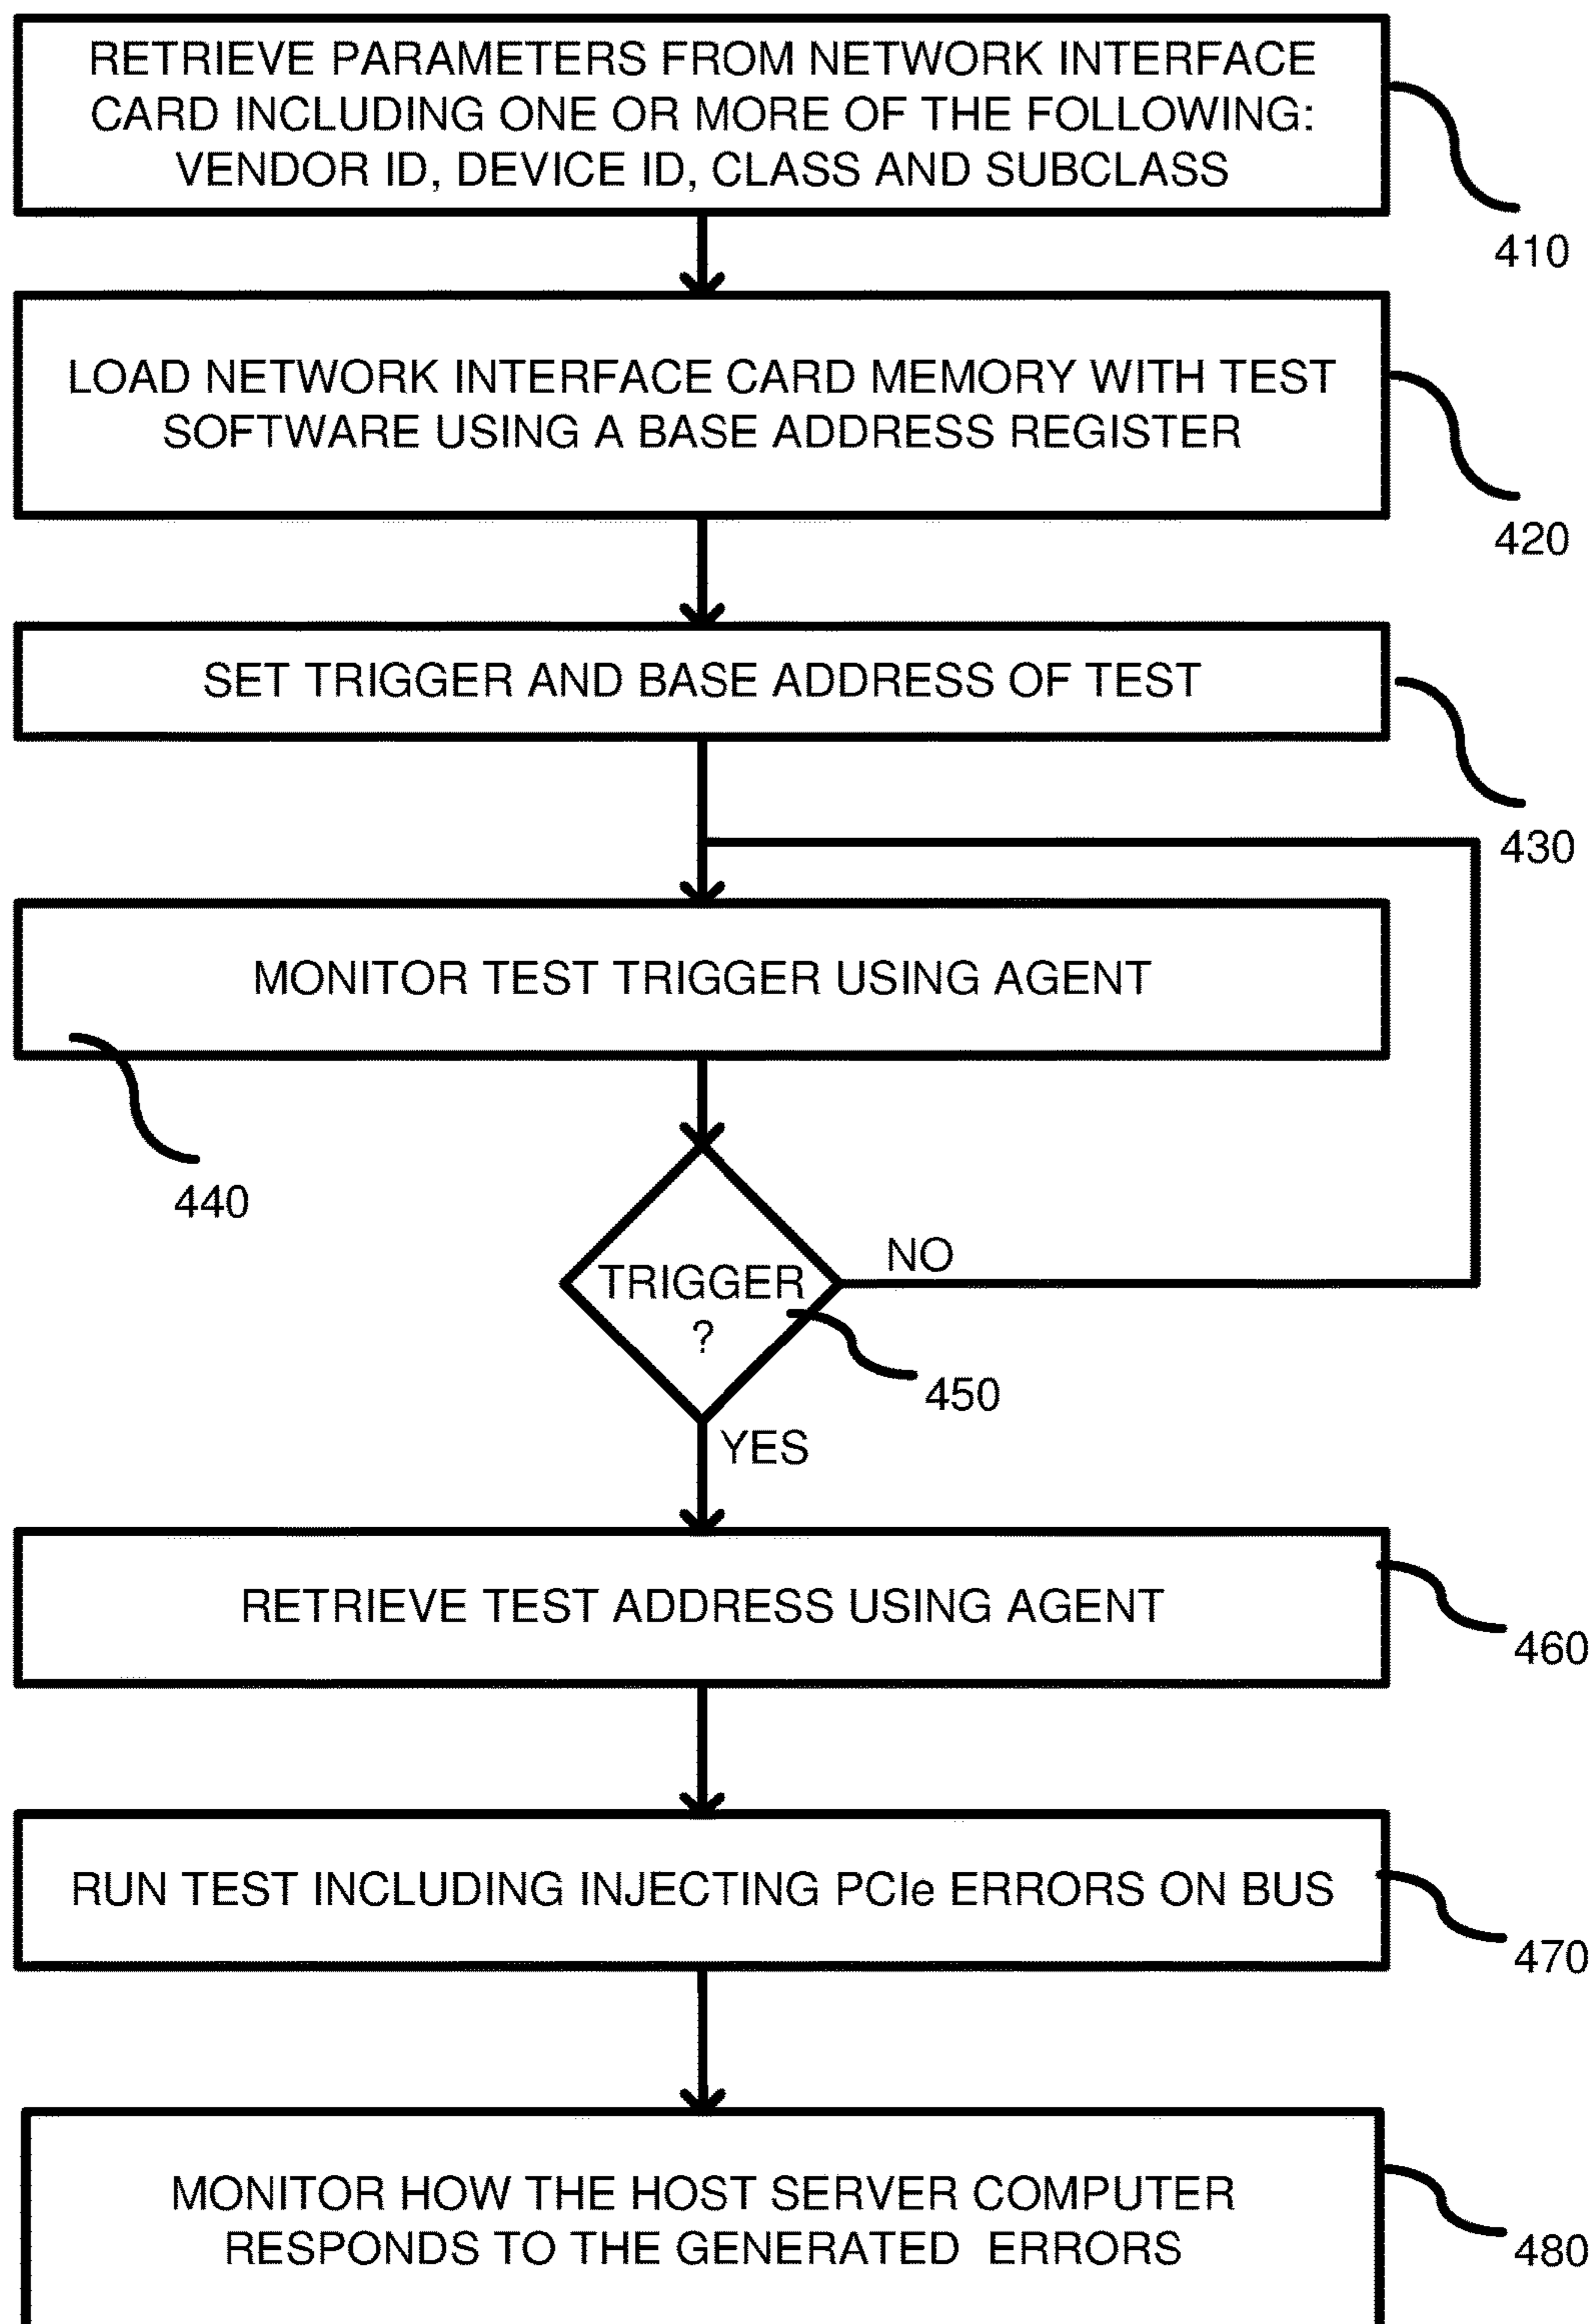 RETRIEVE PARAMETERS FROM NETWORK INTERFACE
CARD INCLUDING ONE OR MORE OF THE FOLLOWING:
VENDOR ID, DEVICE ID, CLASS AND SUBCLASS
410
LOAD NETWORK INTERFACE CARD MEMORY WITH TEST
SOFTWARE USING A BASE ADDRESS REGISTER
420
SET TRIGGER AND BASE ADDRESS OF TEST
430
MONITOR TEST TRIGGER USING AGENT
440
NO
TRIGGER
?
450
YES
RETRIEVE TEST ADDRESS USING AGENT
460
RUN TEST INCLUDING INJECTING PCIe ERRORS ON BUS
470
MONITOR HOW THE HOST SERVER COMPUTER
RESPONDS TO THE GENERATED ERRORS
480